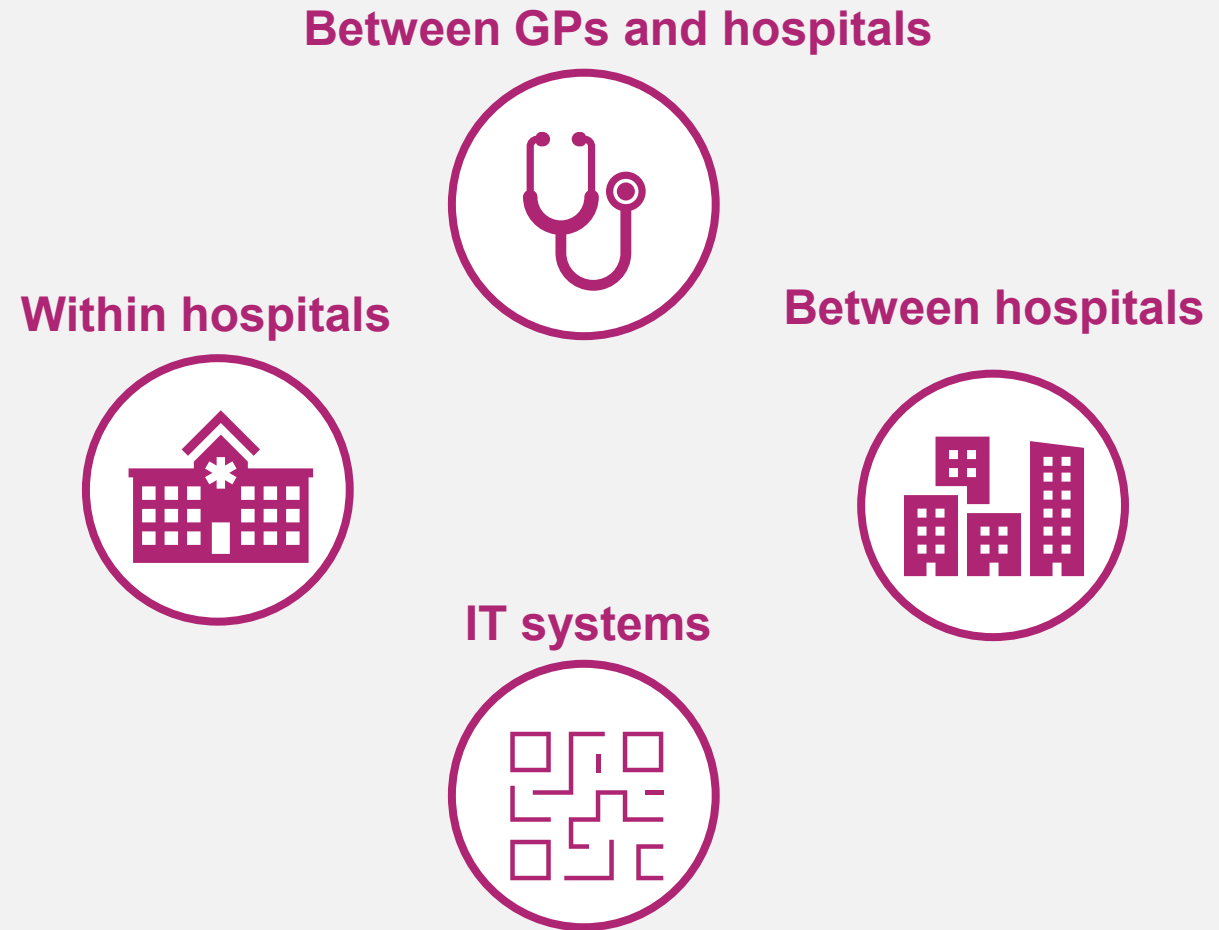 Between GPs and hospitals
Within hospitals
Between hospitals
IT systems